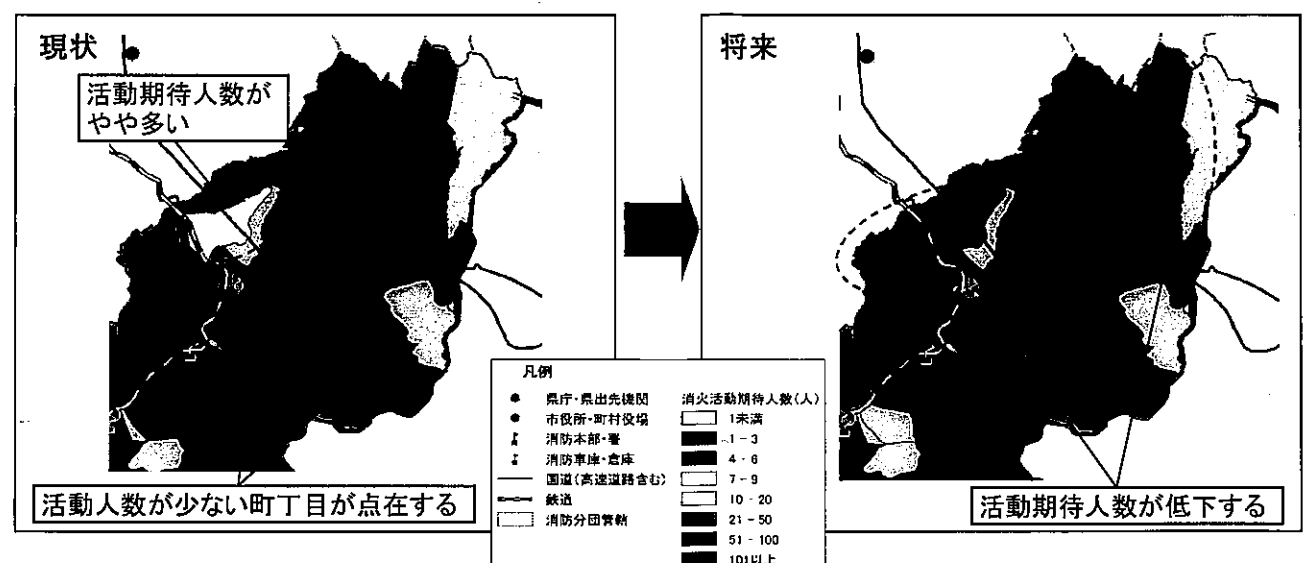 現状
活動期待人数が
やや多い
活動人数が少ない町丁目が点在する
将来
活動期待人数が低下する
凡例
県庁・県出先機関
市役所・町村役場
消防本部・署
消防車庫・倉庫
国道(高速道路含む)
鉄道
消防分団管轄
消火活動期待人数(人)
1未満
1 - 3
4 - 6
7 - 9
10 - 20
21 - 50
51 - 100
101以上